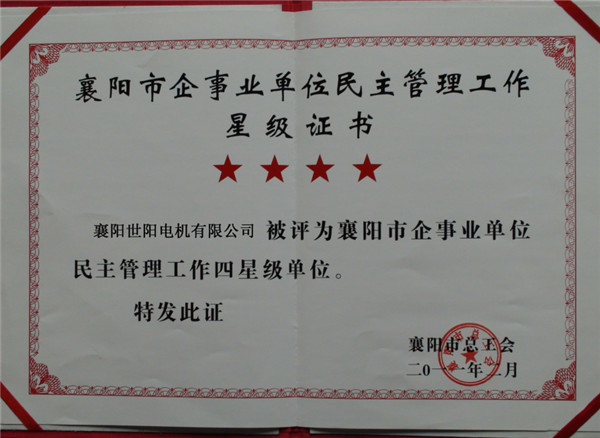 襄阳市企事业单位民主管理工作
星级证书
襄阳世阳电机有限公司 被评为襄阳市企事业单位
民主管理工作四星级单位。
特发此证
襄阳市总工会
二0一一年二月